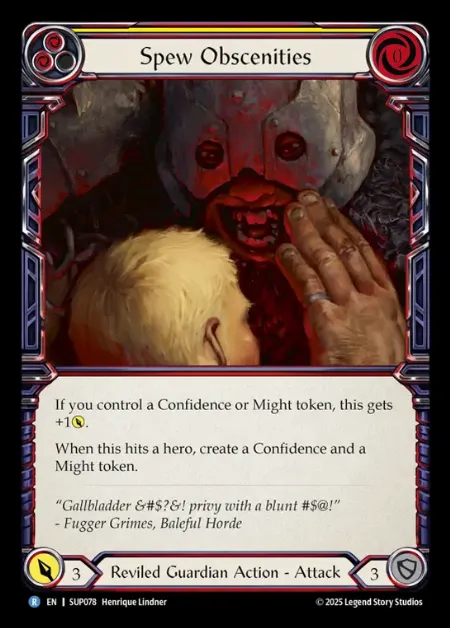 0
Spew Obscenities
If you control a Confidence or Might token, this gets
+1.
When this hits a hero, create a Confidence and a
Might token.
"Gallbladder &#$?&! privy with a blunt #$@!"
- Fugger Grimes, Baleful Horde
3 Reviled Guardian Action - Attack 3
R EN | SUP078 Henrique Lindner © 2025 Legend Story Studios